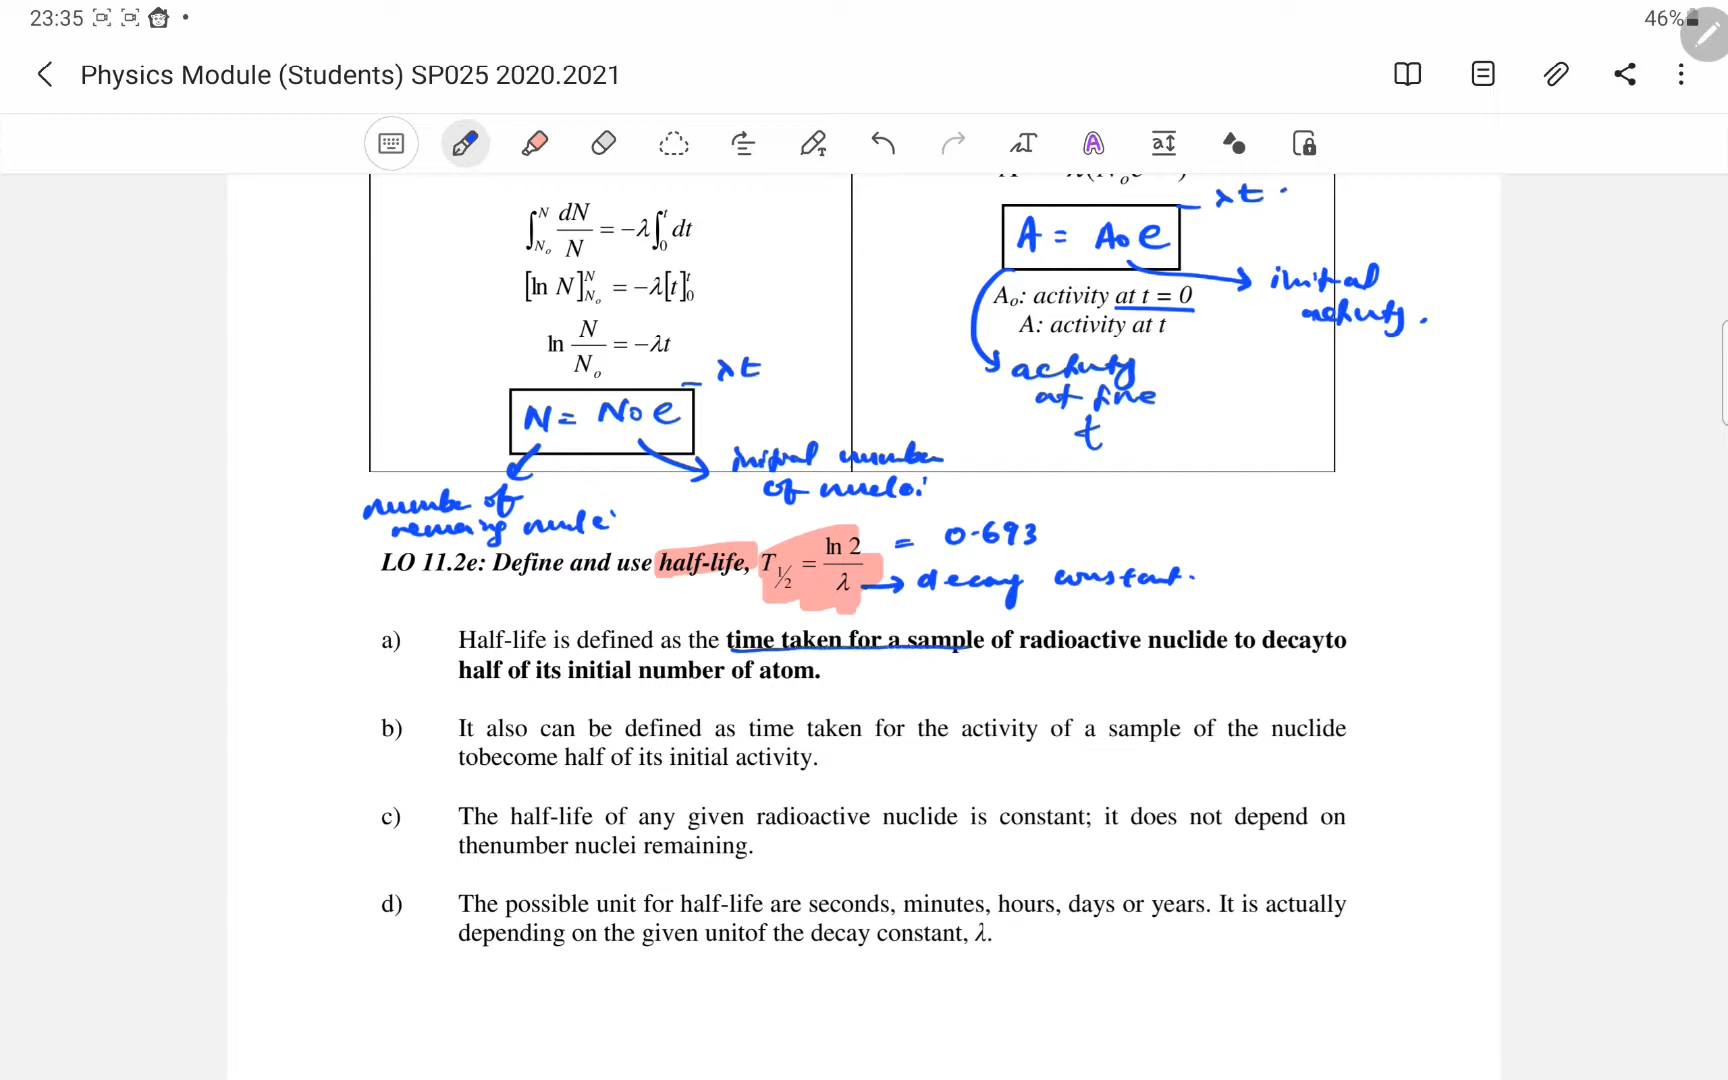 23:35
46%
Physics Module (Students) SP025 2020.2021
∫_{N_o}^{N} dN/N = −λ∫_0^t dt
[ln N]_{N_o}^{N} = −λ[t]_0^t
ln N/N_o = −λt
N = N₀e^{−λt}
number of
nuclei
initial number
of nuclei
A = A₀e^{−λt}
initial
activity.
A_o: activity at t = 0
A: activity at t
activity
at time
t
LO 11.2e: Define and use half-life, T_{1/2} = ln 2/λ = 0.693
→ decay constant.
a) Half-life is defined as the time taken for a sample of radioactive nuclide to decayto
half of its initial number of atom.
b) It also can be defined as time taken for the activity of a sample of the nuclide
tobecome half of its initial activity.
c) The half-life of any given radioactive nuclide is constant; it does not depend on
thenumber nuclei remaining.
d) The possible unit for half-life are seconds, minutes, hours, days or years. It is actually
depending on the given unitof the decay constant, λ.